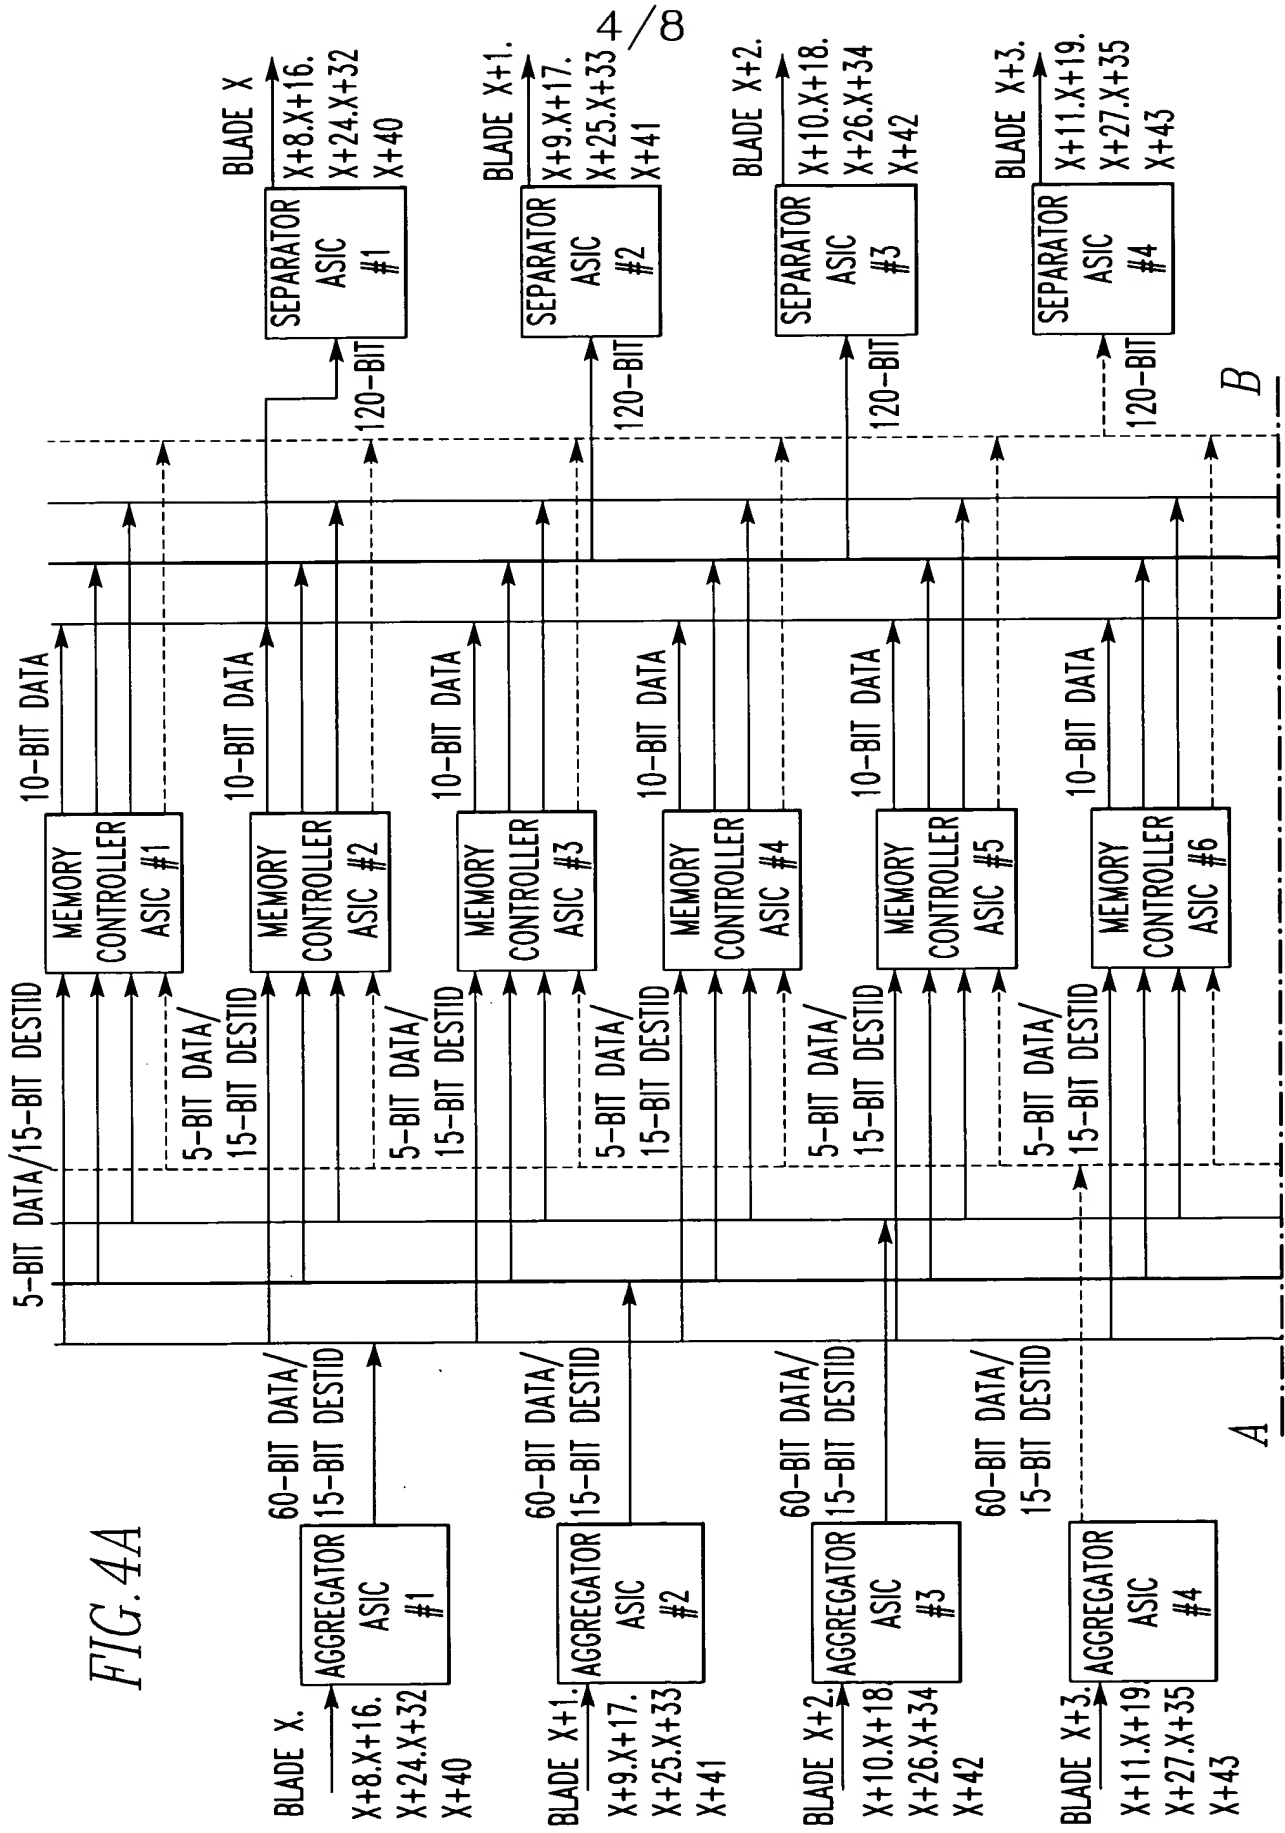 4/8
FIG.4A
BLADE X.
X+8.X+16.
X+24.X+32
X+40
AGGREGATOR
ASIC
#1
60-BIT DATA/
15-BIT DESTID
BLADE X+1.
X+9.X+17.
X+25.X+33
X+41
AGGREGATOR
ASIC
#2
60-BIT DATA/
15-BIT DESTID
BLADE X+2.
X+10.X+18
X+26.X+34
X+42
AGGREGATOR
ASIC
#3
60-BIT DATA/
15-BIT DESTID
BLADE X+3.
X+11.X+19.
X+27.X+35
X+43
AGGREGATOR
ASIC
#4
60-BIT DATA/
15-BIT DESTID
5-BIT DATA/15-BIT DESTID
MEMORY
CONTROLLER
ASIC #1
10-BIT DATA
5-BIT DATA/
15-BIT DESTID
MEMORY
CONTROLLER
ASIC #2
10-BIT DATA
5-BIT DATA/
15-BIT DESTID
MEMORY
CONTROLLER
ASIC #3
10-BIT DATA
5-BIT DATA/
15-BIT DESTID
MEMORY
CONTROLLER
ASIC #4
10-BIT DATA
5-BIT DATA/
15-BIT DESTID
MEMORY
CONTROLLER
ASIC #5
10-BIT DATA
5-BIT DATA/
15-BIT DESTID
MEMORY
CONTROLLER
ASIC #6
10-BIT DATA
120-BIT
SEPARATOR
ASIC
#1
BLADE X
X+8.X+16.
X+24.X+32
X+40
120-BIT
SEPARATOR
ASIC
#2
BLADE X+1.
X+9.X+17.
X+25.X+33
X+41
120-BIT
SEPARATOR
ASIC
#3
BLADE X+2.
X+10.X+18.
X+26.X+34
X+42
120-BIT
SEPARATOR
ASIC
#4
BLADE X+3.
X+11.X+19.
X+27.X+35
X+43
A
B